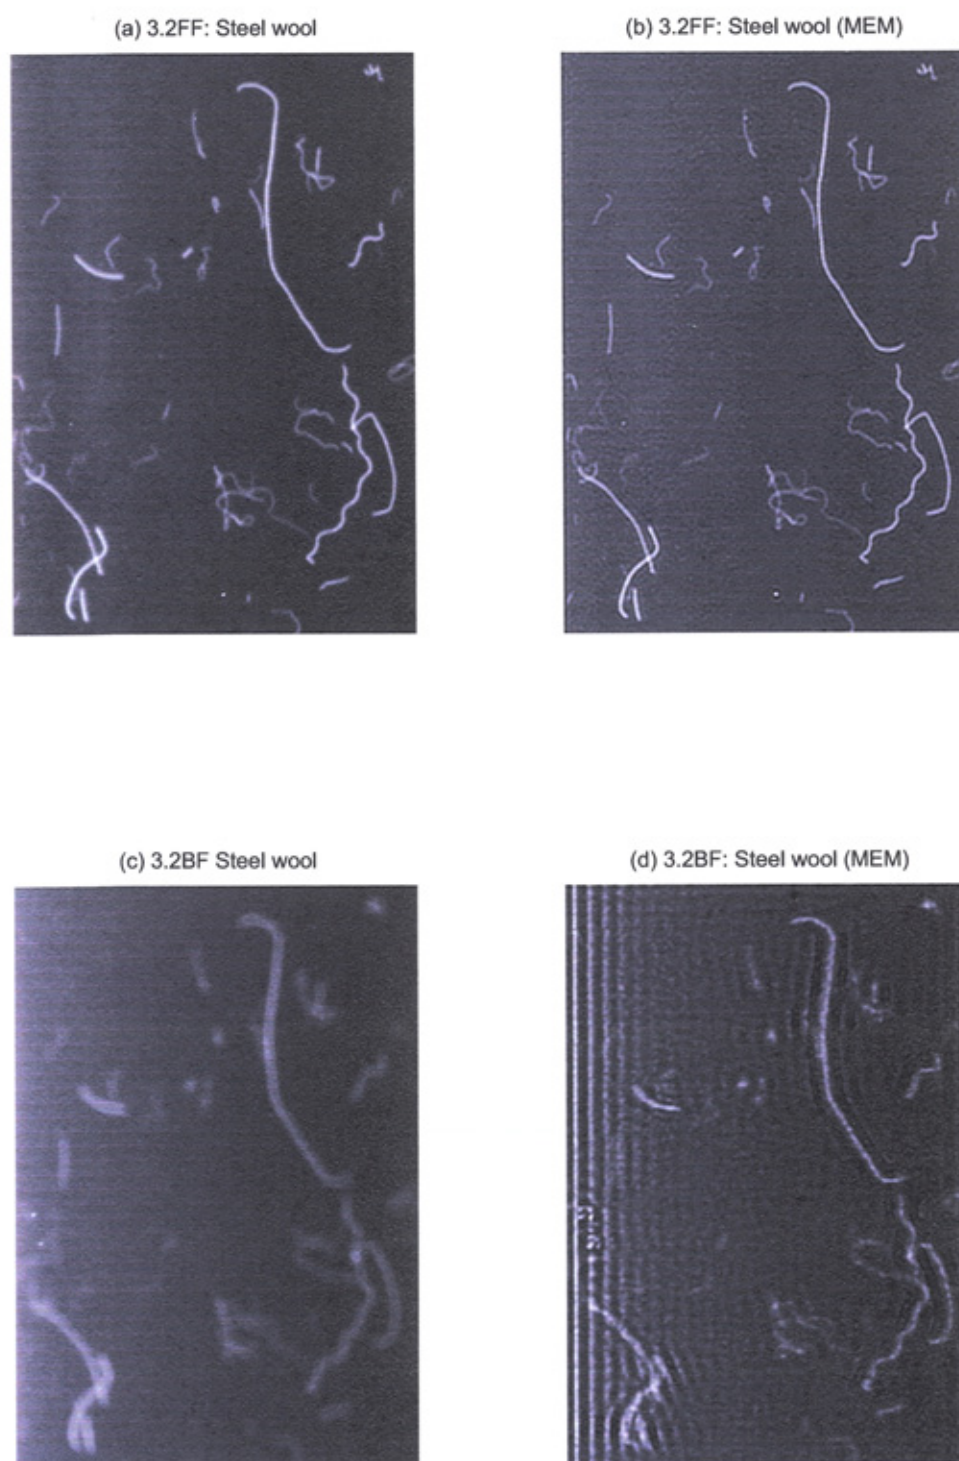 (a) 3.2FF: Steel wool
(b) 3.2FF: Steel wool (MEM)
(c) 3.2BF Steel wool
(d) 3.2BF: Steel wool (MEM)